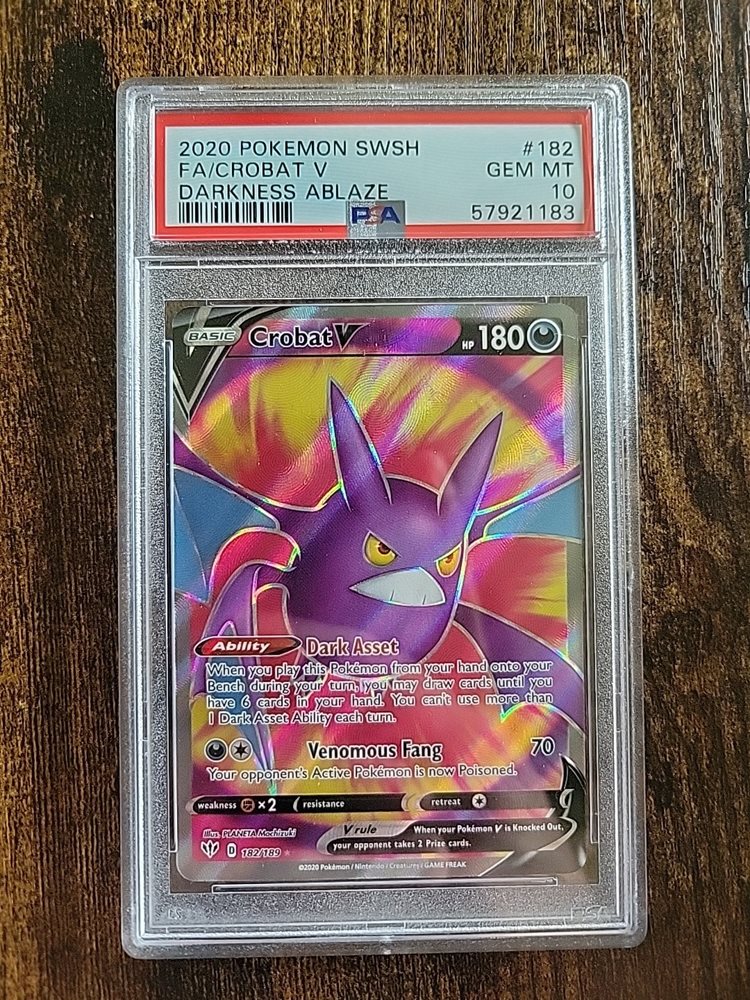 2020 POKEMON SWSH #182
FA/CROBAT V GEM MT
DARKNESS ABLAZE 10
PSA 57921183
BASIC Crobat V HP 180
Ability Dark Asset
When you play this Pokémon from your hand onto your
Bench during your turn, you may draw cards until you
have 6 cards in your hand. You can't use more than
1 Dark Asset Ability each turn.
Venomous Fang 70
Your opponent's Active Pokémon is now Poisoned.
weakness ×2 resistance retreat
Illus. PLANETA Mochizuki
V rule When your Pokémon V is Knocked Out,
your opponent takes 2 Prize cards.
D 182/189
©2020 Pokémon / Nintendo / Creatures / GAME FREAK